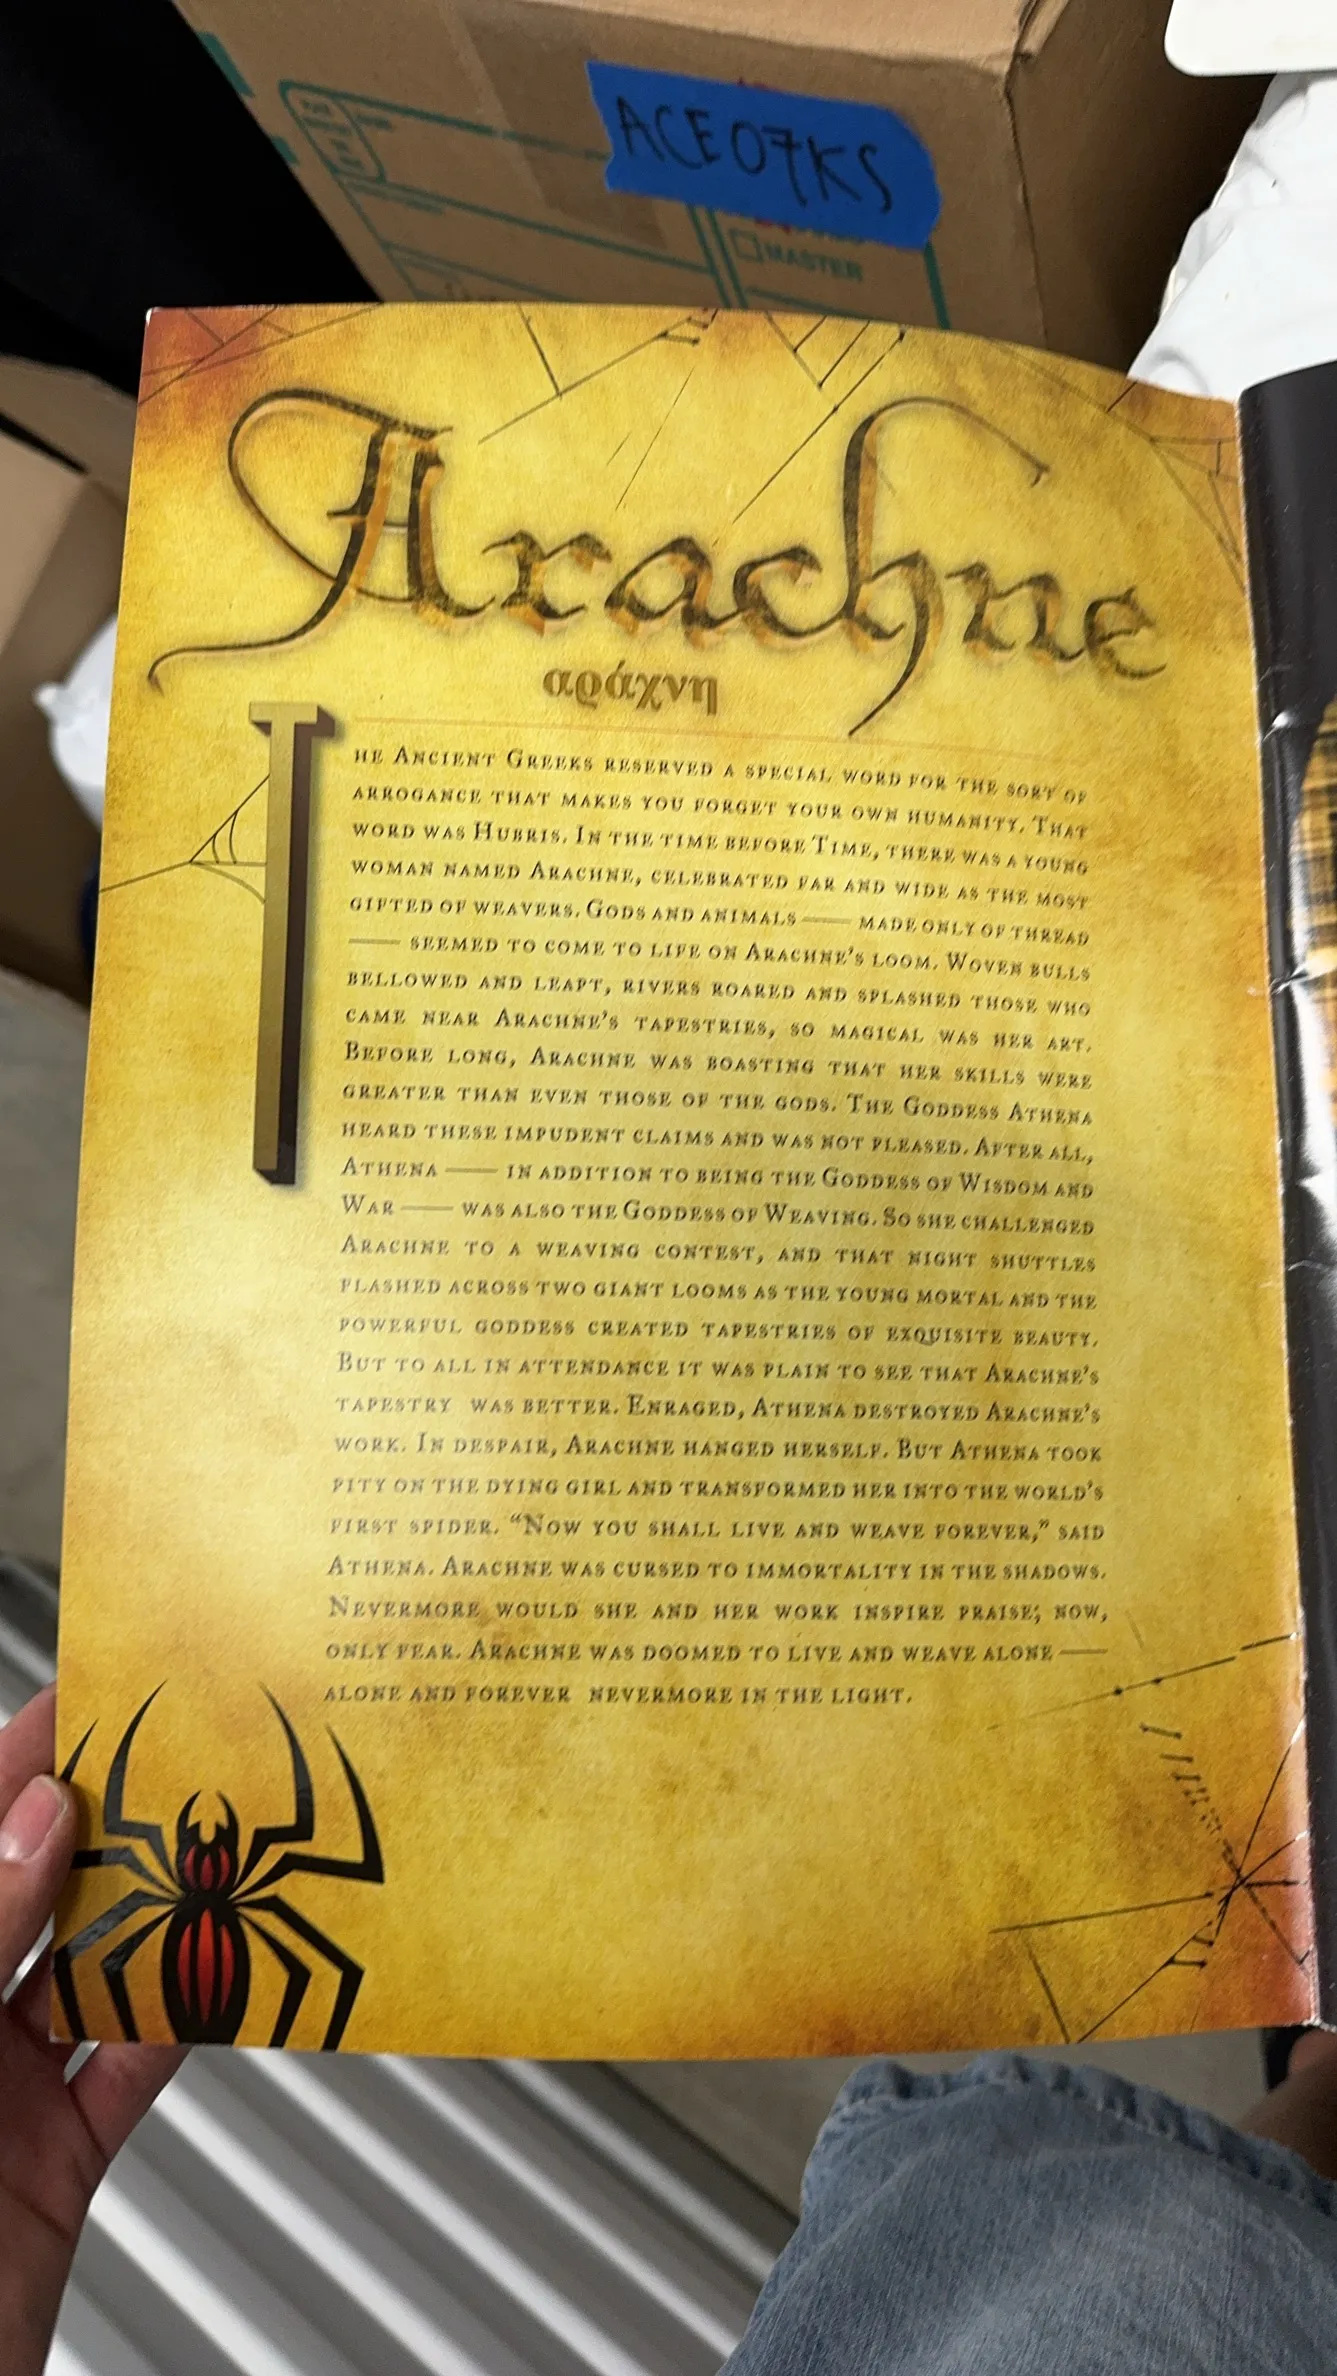 ACE07KS
MASTER
Arachne
αράχνη
THE ANCIENT GREEKS RESERVED A SPECIAL WORD FOR THE SORT OF
ARROGANCE THAT MAKES YOU FORGET YOUR OWN HUMANITY. THAT
WORD WAS HUBRIS. IN THE TIME BEFORE TIME, THERE WAS A YOUNG
WOMAN NAMED ARACHNE, CELEBRATED FAR AND WIDE AS THE MOST
GIFTED OF WEAVERS. GODS AND ANIMALS —— MADE ONLY OF THREAD
—— SEEMED TO COME TO LIFE ON ARACHNE'S LOOM. WOVEN BULLS
BELLOWED AND LEAPT, RIVERS ROARED AND SPLASHED THOSE WHO
CAME NEAR ARACHNE'S TAPESTRIES, SO MAGICAL WAS HER ART.
BEFORE LONG, ARACHNE WAS BOASTING THAT HER SKILLS WERE
GREATER THAN EVEN THOSE OF THE GODS. THE GODDESS ATHENA
HEARD THESE IMPUDENT CLAIMS AND WAS NOT PLEASED. AFTER ALL,
ATHENA —— IN ADDITION TO BEING THE GODDESS OF WISDOM AND
WAR —— WAS ALSO THE GODDESS OF WEAVING. SO SHE CHALLENGED
ARACHNE TO A WEAVING CONTEST, AND THAT NIGHT SHUTTLES
FLASHED ACROSS TWO GIANT LOOMS AS THE YOUNG MORTAL AND THE
POWERFUL GODDESS CREATED TAPESTRIES OF EXQUISITE BEAUTY.
BUT TO ALL IN ATTENDANCE IT WAS PLAIN TO SEE THAT ARACHNE'S
TAPESTRY WAS BETTER. ENRAGED, ATHENA DESTROYED ARACHNE'S
WORK. IN DESPAIR, ARACHNE HANGED HERSELF. BUT ATHENA TOOK
PITY ON THE DYING GIRL AND TRANSFORMED HER INTO THE WORLD'S
FIRST SPIDER. "NOW YOU SHALL LIVE AND WEAVE FOREVER," SAID
ATHENA. ARACHNE WAS CURSED TO IMMORTALITY IN THE SHADOWS.
NEVERMORE WOULD SHE AND HER WORK INSPIRE PRAISE; NOW,
ONLY FEAR. ARACHNE WAS DOOMED TO LIVE AND WEAVE ALONE ——
ALONE AND FOREVER NEVERMORE IN THE LIGHT.